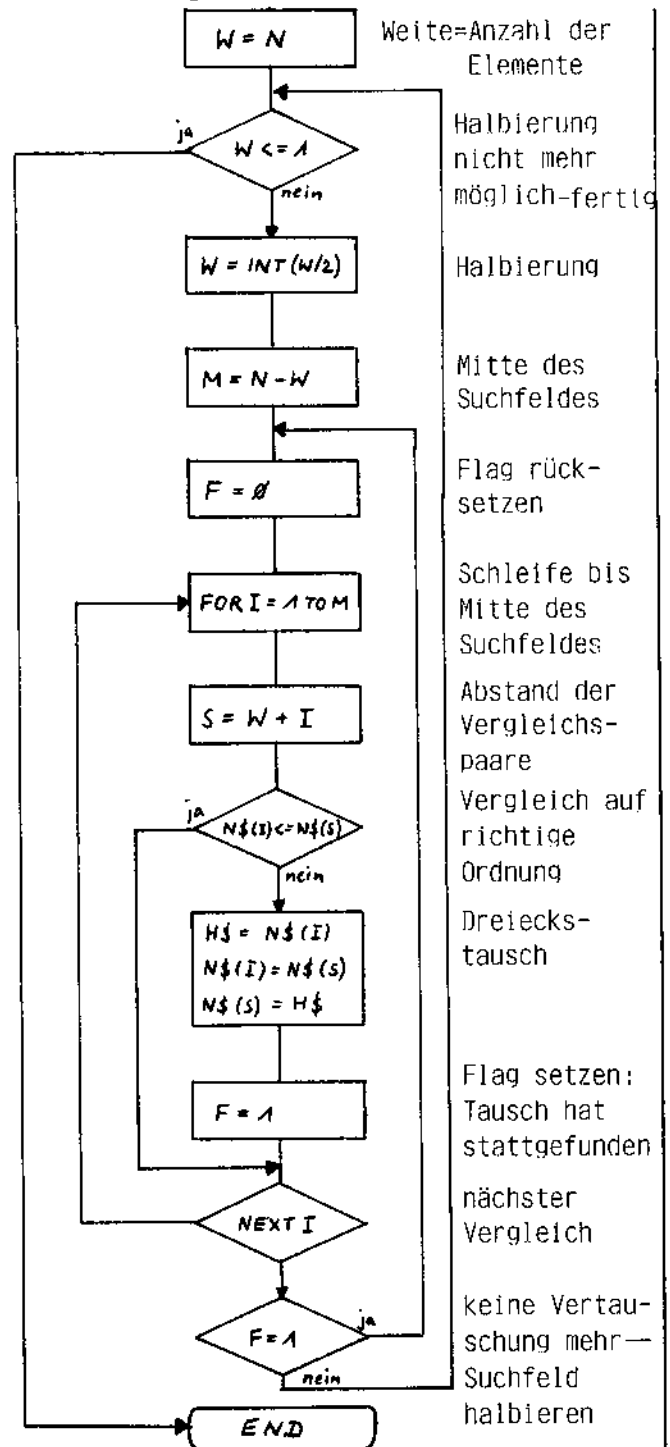 W = N
Weite=Anzahl der
Elemente
ja
W <= 1
nein
Halbierung
nicht mehr
möglich-fertig
W = INT (W/2)
Halbierung
M = N - W
Mitte des
Suchfeldes
F = Ø
Flag rück-
setzen
FOR I = 1 TO M
Schleife bis
Mitte des
Suchfeldes
S = W + I
Abstand der
Vergleichs-
paare
ja
N$(I)<=N$(S)
nein
Vergleich auf
richtige
Ordnung
H$ = N$(I)
N$(I)=N$(S)
N$(S) = H$
Dreiecks-
tausch
F = 1
Flag setzen:
Tausch hat
stattgefunden
NEXT I
nächster
Vergleich
F=1
ja
nein
keine Vertau-
schung mehr—
Suchfeld
halbieren
END